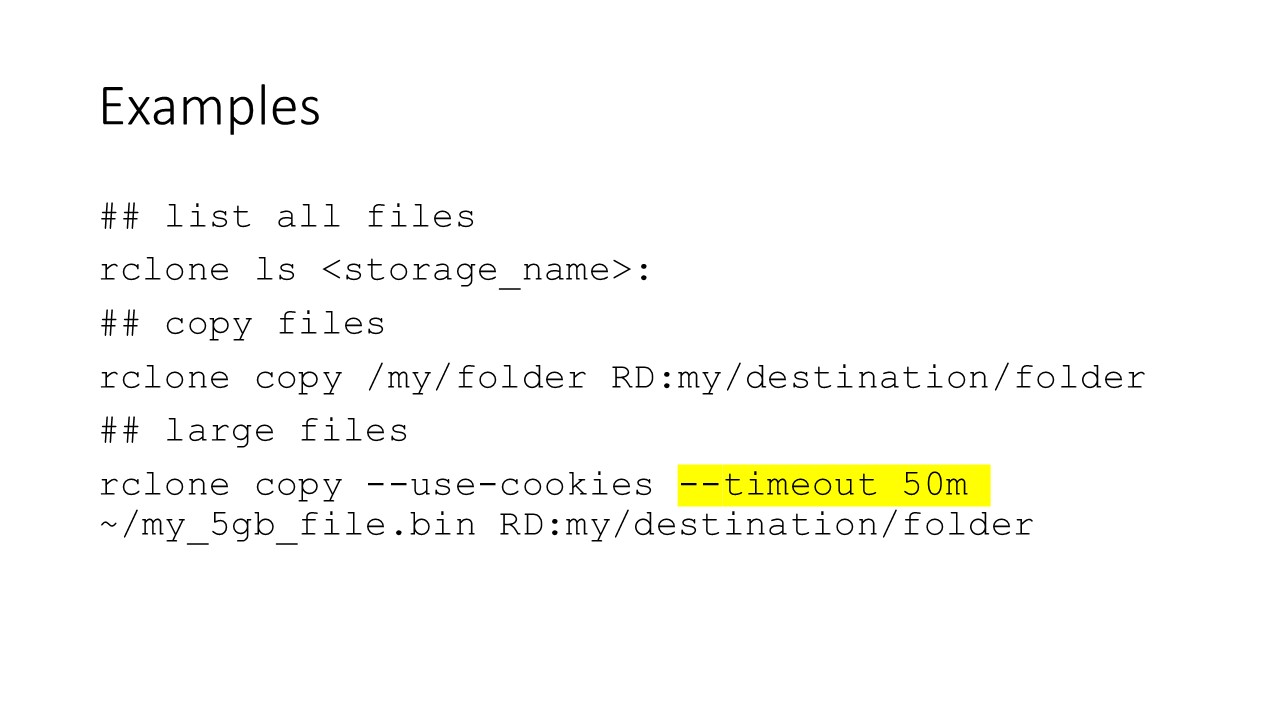 Examples
## list all files
rclone ls <storage_name>:
## copy files
rclone copy /my/folder RD:my/destination/folder
## large files
rclone copy --use-cookies --timeout 50m
~/my_5gb_file.bin RD:my/destination/folder